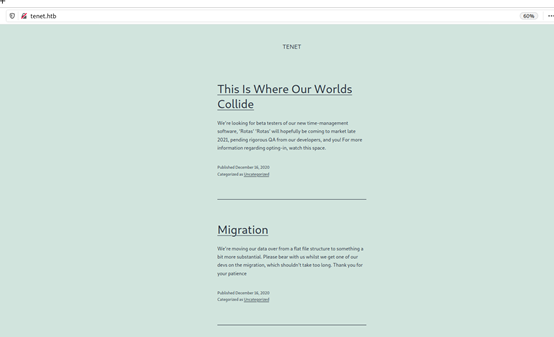 tenet.htb
60%
TENET
This Is Where Our Worlds
Collide
We're looking for beta testers of our new time-management
software, 'Rotas' 'Rotas' will hopefully be coming to market late
2021, pending rigorous QA from our developers, and you! For more
information regarding opting-in, watch this space.
Published December 16, 2020
Categorized as Uncategorized
Migration
We're moving our data over from a flat file structure to something a
bit more substantial. Please bear with us whilst we get one of our
devs on the migration, which shouldn't take too long. Thank you for
your patience
Published December 16, 2020
Categorized as Uncategorized